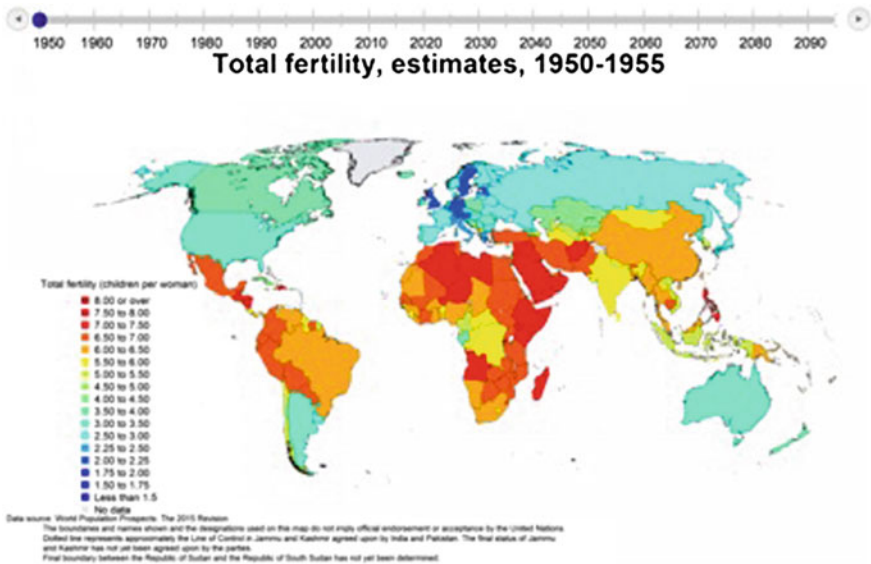 1950 1960 1970 1980 1990 2000 2010 2020 2030 2040 2050 2060 2070 2080 2090
Total fertility, estimates, 1950-1955
Total fertility (children per woman)
8.00 or over
7.50 to 8.00
7.00 to 7.50
6.50 to 7.00
6.00 to 6.50
5.50 to 6.00
5.00 to 5.50
4.50 to 5.00
4.00 to 4.50
3.50 to 4.00
3.00 to 3.50
2.50 to 3.00
2.25 to 2.50
2.00 to 2.25
1.75 to 2.00
1.50 to 1.75
Less than 1.5
No data
Data source: World Population Prospects: The 2015 Revision
The boundaries and names shown and the designations used on this map do not imply official endorsement or acceptance by the United Nations
Dotted line represents approximately the Line of Control in Jammu and Kashmir agreed upon by India and Pakistan. The final status of Jammu
and Kashmir has not yet been agreed upon by the parties.
Final boundary between the Republic of Sudan and the Republic of South Sudan has not yet been determined.